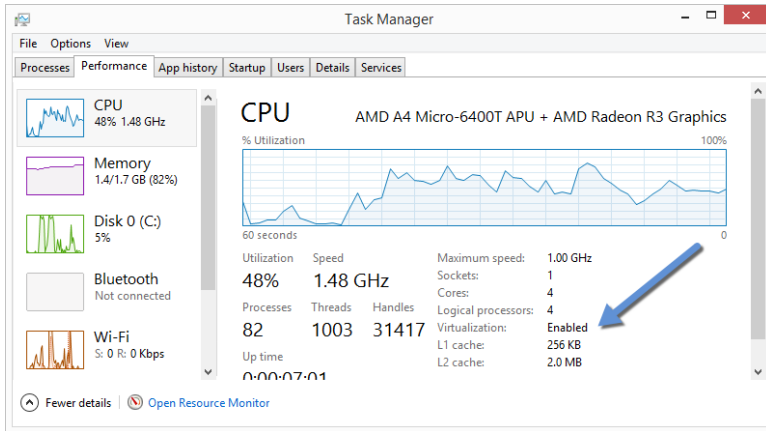 Task Manager
File Options View
Processes Performance App history Startup Users Details Services
CPU
48% 1.48 GHz
Memory
1.4/1.7 GB (82%)
Disk 0 (C:)
5%
Bluetooth
Not connected
Wi-Fi
S: 0 R: 0 Kbps
CPU AMD A4 Micro-6400T APU + AMD Radeon R3 Graphics
% Utilization 100%
60 seconds 0
Utilization Speed
48% 1.48 GHz
Processes Threads Handles
82 1003 31417
Up time
0:00:07:01
Maximum speed: 1.00 GHz
Sockets: 1
Cores: 4
Logical processors: 4
Virtualization: Enabled
L1 cache: 256 KB
L2 cache: 2.0 MB
Fewer details Open Resource Monitor